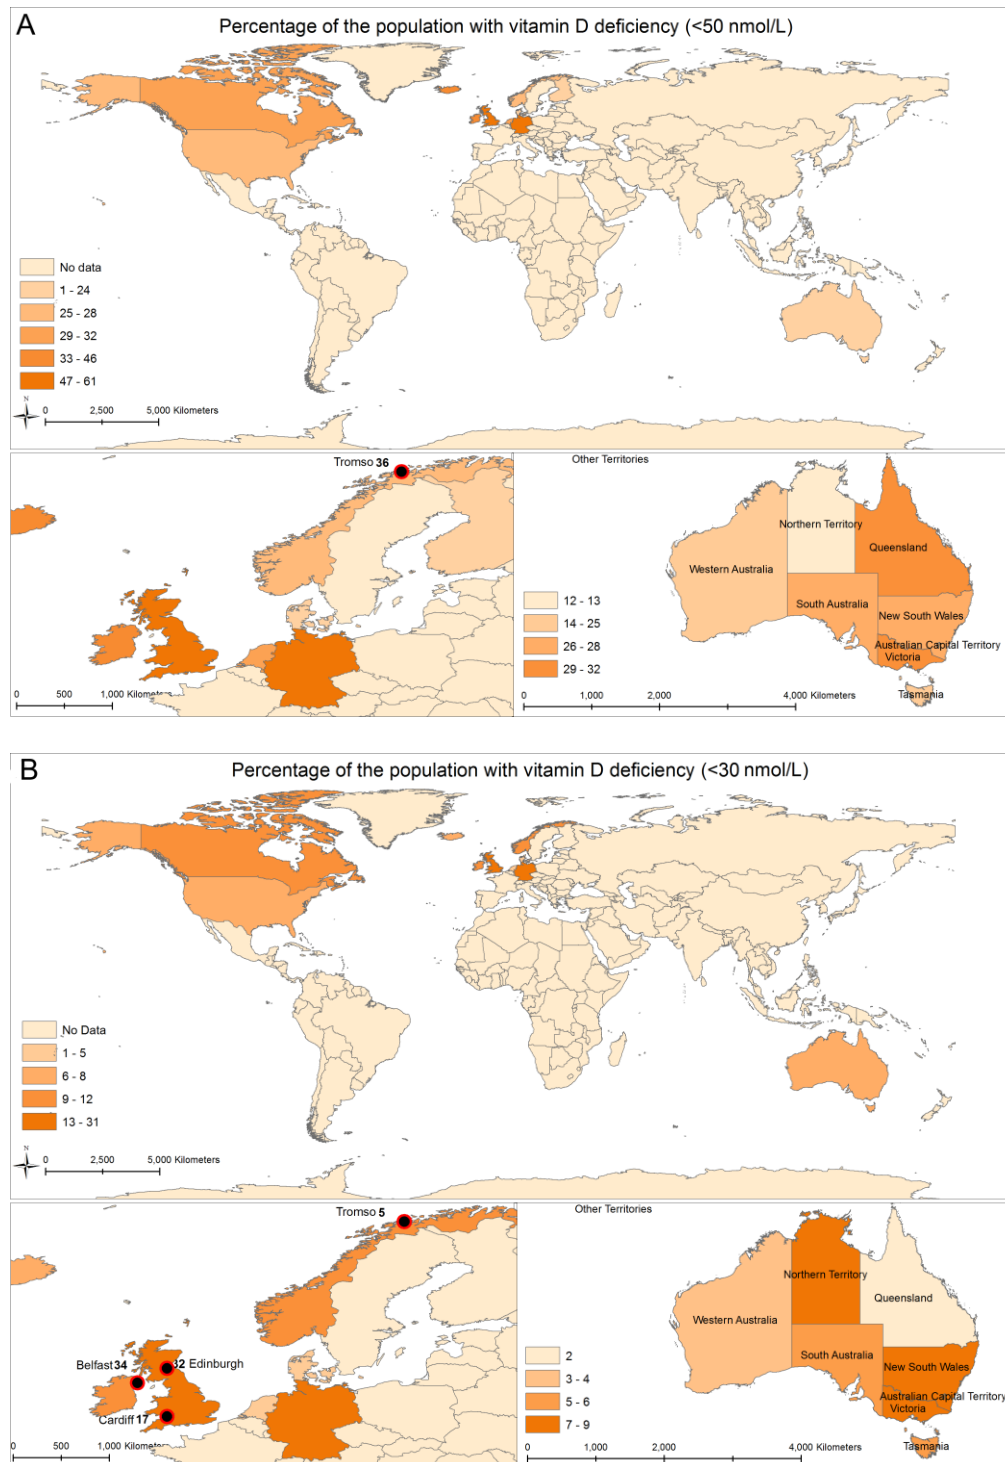 A
Percentage of the population with vitamin D deficiency (<50 nmol/L)
No data
1 - 24
25 - 28
29 - 32
33 - 46
47 - 61
N
0 2,500 5,000 Kilometers
Tromso 36
0 500 1,000 Kilometers
Other Territories
Northern Territory
Queensland
Western Australia
South Australia
New South Wales
Australian Capital Territory
Victoria
Tasmania
12 - 13
14 - 25
26 - 28
29 - 32
0 1,000 2,000 4,000 Kilometers
B
Percentage of the population with vitamin D deficiency (<30 nmol/L)
No Data
1 - 5
6 - 8
9 - 12
13 - 31
N
0 2,500 5,000 Kilometers
Tromso 5
Belfast 34
32 Edinburgh
Cardiff 17
0 500 1,000 Kilometers
Other Territories
Northern Territory
Queensland
Western Australia
South Australia
New South Wales
Australian Capital Territory
Victoria
Tasmania
2
3 - 4
5 - 6
7 - 9
0 1,000 2,000 4,000 Kilometers